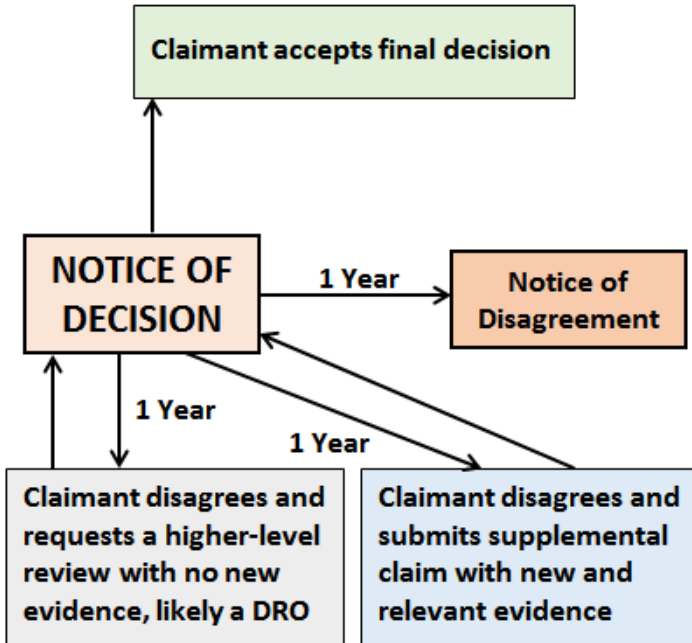 Claimant accepts final decision
NOTICE OF
DECISION
1 Year
Notice of
Disagreement
1 Year
1 Year
Claimant disagrees and
requests a higher-level
review with no new
evidence, likely a DRO
Claimant disagrees and
submits supplemental
claim with new and
relevant evidence